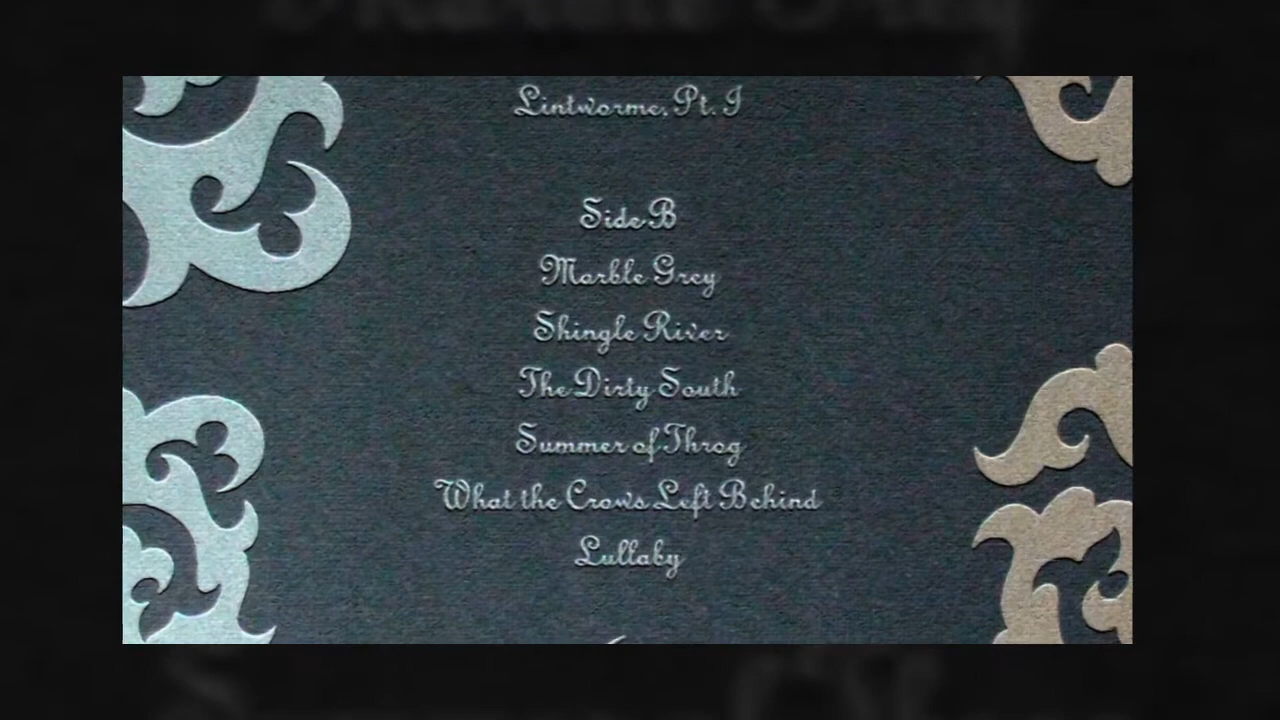 Lintworme, Pt. I
Side B
Marble Grey
Shingle River
The Dirty South
Summer of Throg
What the Crows Left Behind
Lullaby